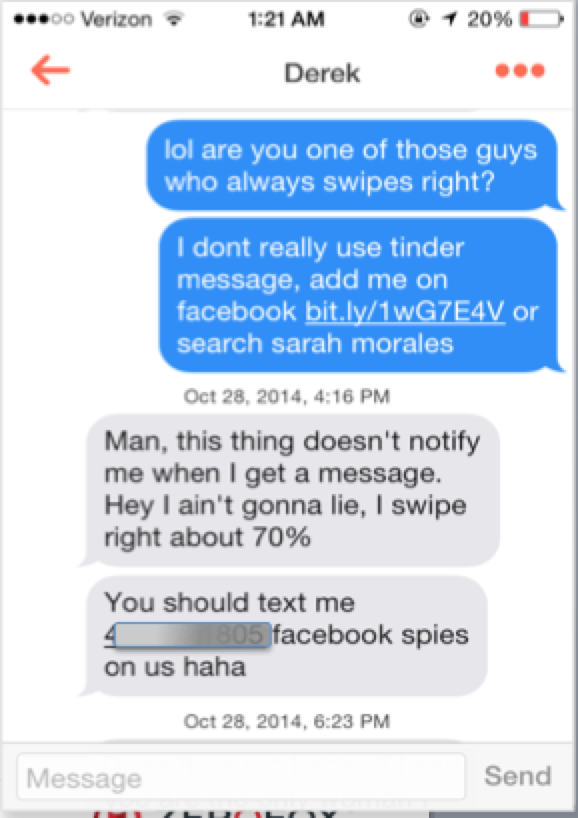 Verizon 1:21 AM 20%
Derek
lol are you one of those guys
who always swipes right?
I dont really use tinder
message, add me on
facebook bit.ly/1wG7E4V or
search sarah morales
Oct 28, 2014, 4:16 PM
Man, this thing doesn't notify
me when I get a message.
Hey I ain't gonna lie, I swipe
right about 70%
You should text me
4 805 facebook spies
on us haha
Oct 28, 2014, 6:23 PM
Message Send